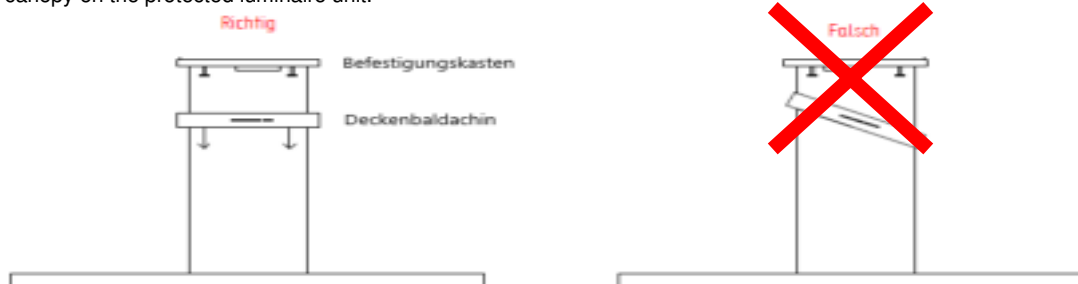 canopy on the protected luminaire unit.
Richtig
Falsch
Befestigungskasten
Deckenbaldachin